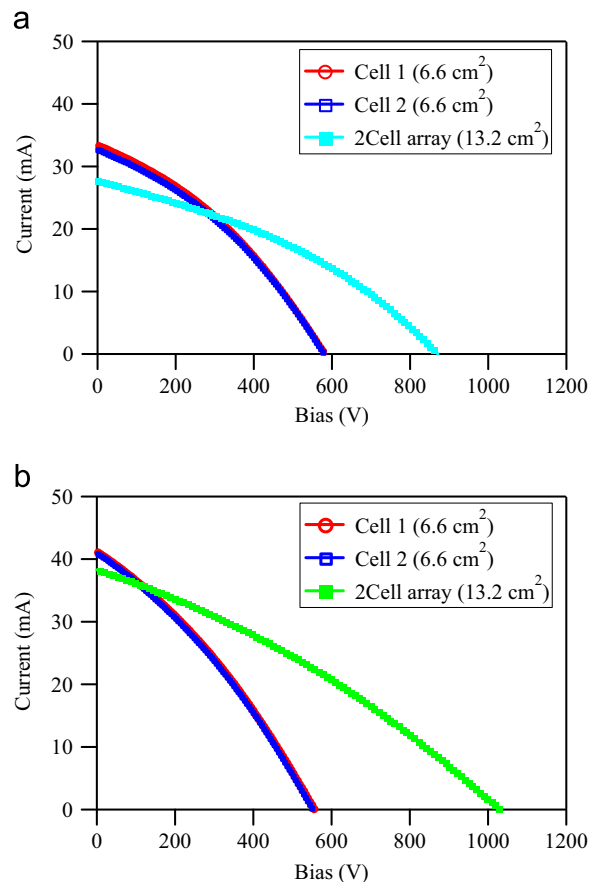 a
50
40
30
20
10
0
Current (mA)
Cell 1 (6.6 cm²)
Cell 2 (6.6 cm²)
2Cell array (13.2 cm²)
0 200 400 600 800 1000 1200
Bias (V)
b
50
40
30
20
10
0
Current (mA)
Cell 1 (6.6 cm²)
Cell 2 (6.6 cm²)
2Cell array (13.2 cm²)
0 200 400 600 800 1000 1200
Bias (V)